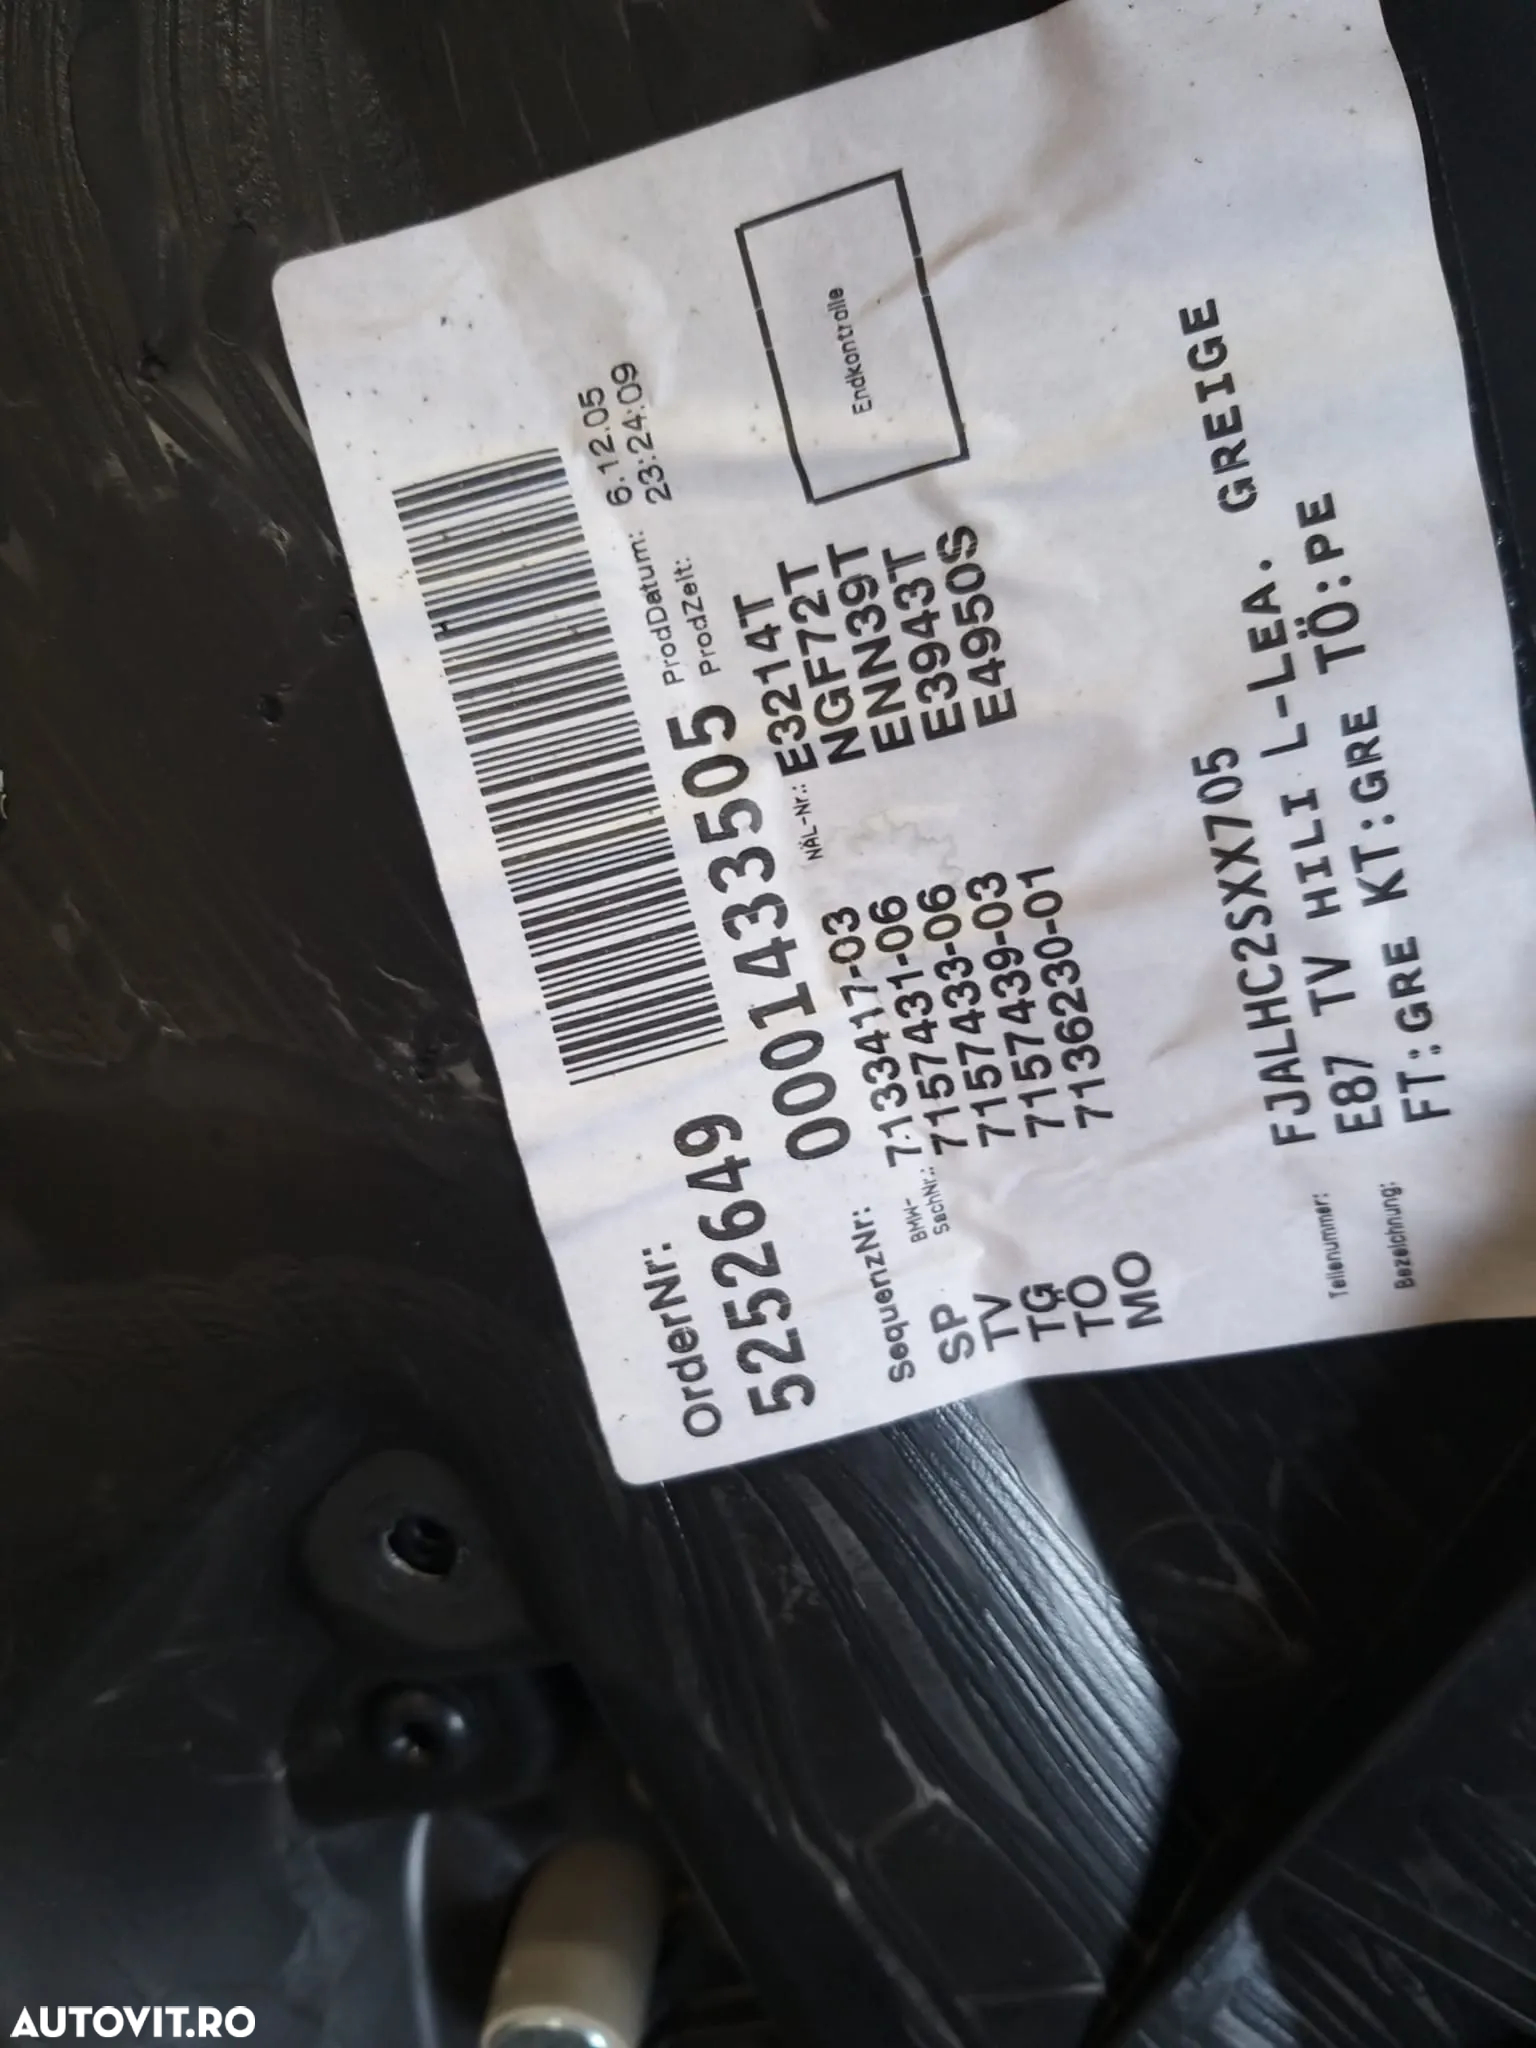 OrderNr:
5252649
0001433505
ProdDatum: 6.12.05
ProdZeit: 23:24:09
SequenzNr:
BMW-SachNr.: NÄL-Nr.:
SP 7133417-03 E3214T
TV 7157431-06 NGF72T
TG 7157433-06 ENN39T
TO 7157439-03 E3943T
MO 7136230-01 E4950S
Endkontrolle
Teilenummer: FJALHC2SXX705
Bezeichnung: E87 TV HILI L-LEA. GREIGE
FT:GRE KT:GRE TÖ:PE
AUTOVIT.RO